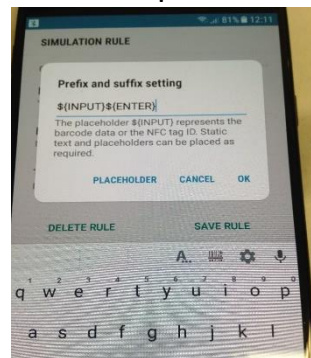 81% 12:11
SIMULATION RULE
Prefix and suffix setting
${INPUT}${ENTER}
The placeholder ${INPUT} represents the
barcode data or the NFC tag ID. Static
text and placeholders can be placed as
required.
PLACEHOLDER CANCEL OK
DELETE RULE SAVE RULE
q w e r t y u i o p
a s d f g h j k l